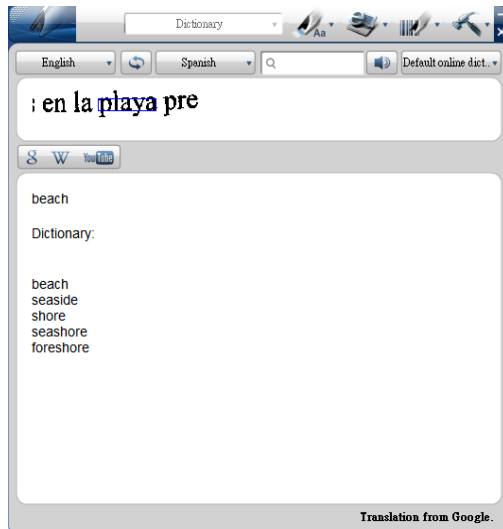 Dictionary
Aa
English Spanish Default online dict..
en la playa pre
8 W YouTube
beach
Dictionary:
beach
seaside
shore
seashore
foreshore
Translation from Google.